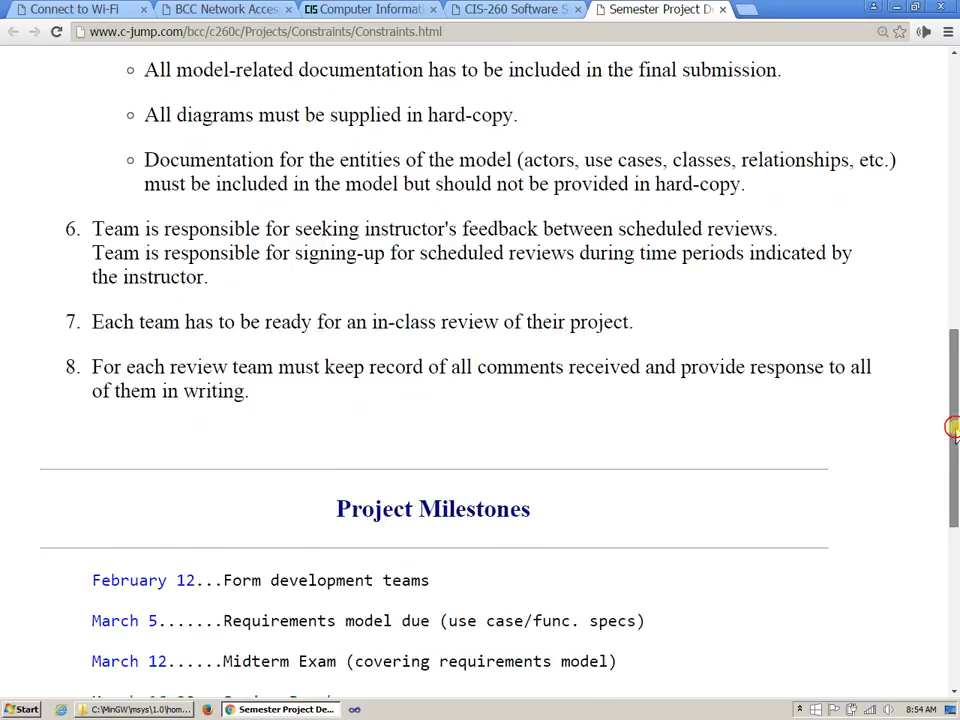 Connect to Wi-Fi
BCC Network Acces
CIS Computer Informati
CIS-260 Software S
Semester Project De
www.c-jump.com/bcc/c260c/Projects/Constraints/Constraints.html
All model-related documentation has to be included in the final submission.
All diagrams must be supplied in hard-copy.
Documentation for the entities of the model (actors, use cases, classes, relationships, etc.)
must be included in the model but should not be provided in hard-copy.
6. Team is responsible for seeking instructor's feedback between scheduled reviews.
Team is responsible for signing-up for scheduled reviews during time periods indicated by
the instructor.
7. Each team has to be ready for an in-class review of their project.
8. For each review team must keep record of all comments received and provide response to all
of them in writing.
Project Milestones
February 12...Form development teams
March 5.......Requirements model due (use case/func. specs)
March 12......Midterm Exam (covering requirements model)
Start
C:\MinGW\msys\1.0\hom...
Semester Project De...
8:54 AM